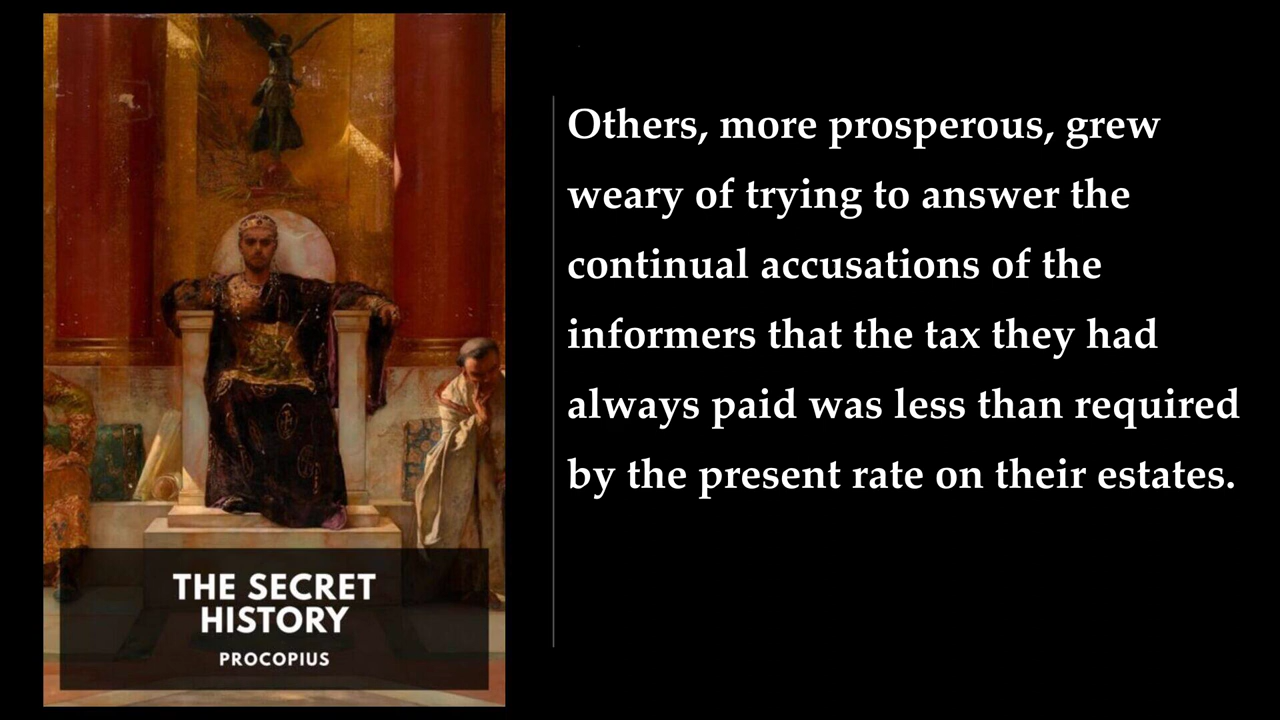 THE SECRET
HISTORY
PROCOPIUS
Others, more prosperous, grew
weary of trying to answer the
continual accusations of the
informers that the tax they had
always paid was less than required
by the present rate on their estates.